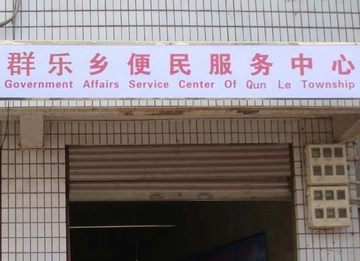 群乐乡便民服务中心
Government Affairs Service Center Of Qun Le Township